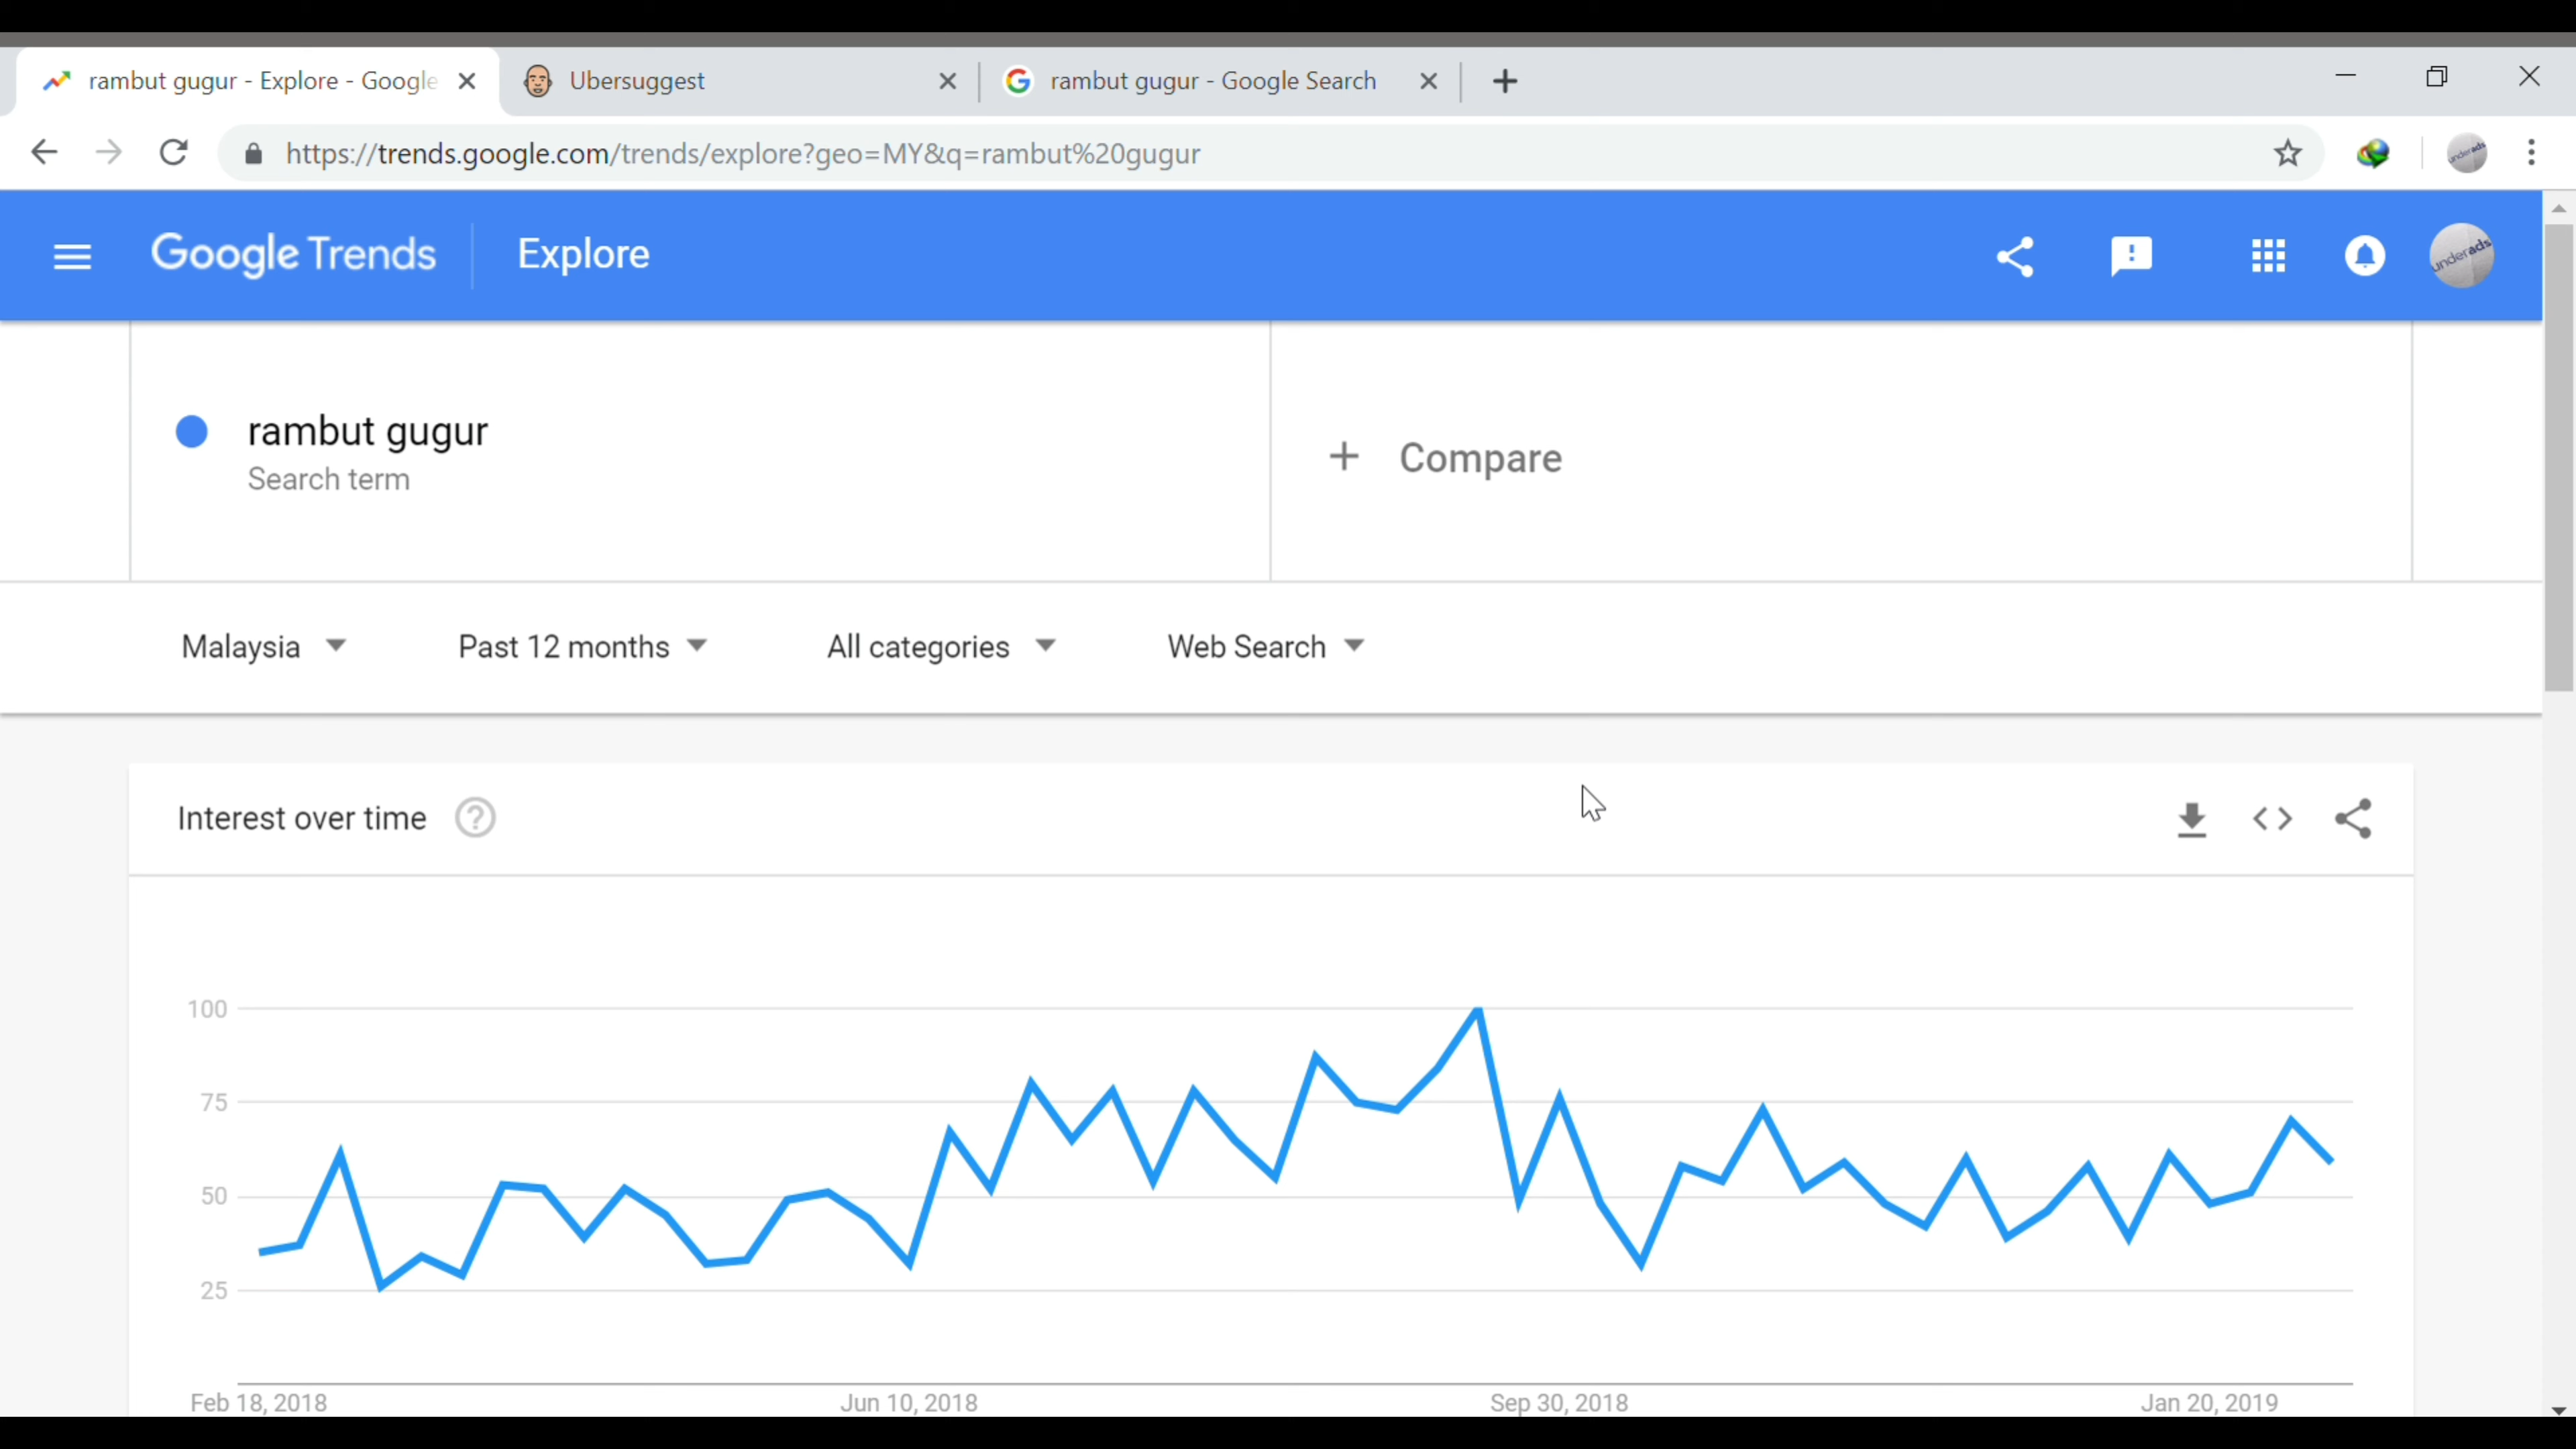 rambut gugur - Explore - Google
Ubersuggest
rambut gugur - Google Search
https://trends.google.com/trends/explore?geo=MY&q=rambut%20gugur
underads
Google Trends
Explore
underads
rambut gugur
Search term
+ Compare
Malaysia
Past 12 months
All categories
Web Search
Interest over time
100
75
50
25
Feb 18, 2018
Jun 10, 2018
Sep 30, 2018
Jan 20, 2019